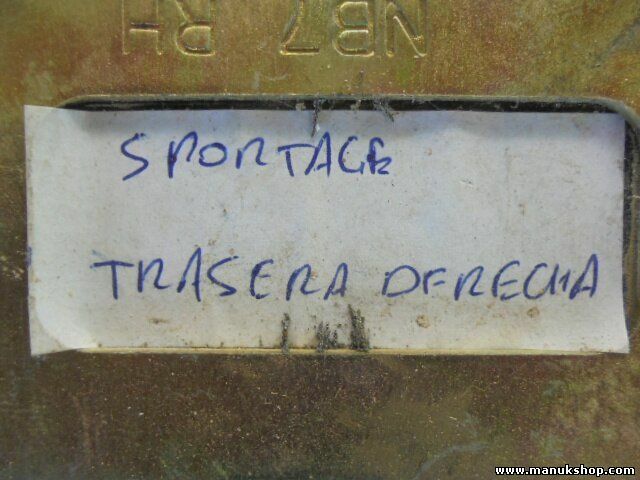 NB7 RH
SPORTAGE
TRASERA DERECHA
www.manukshop.com